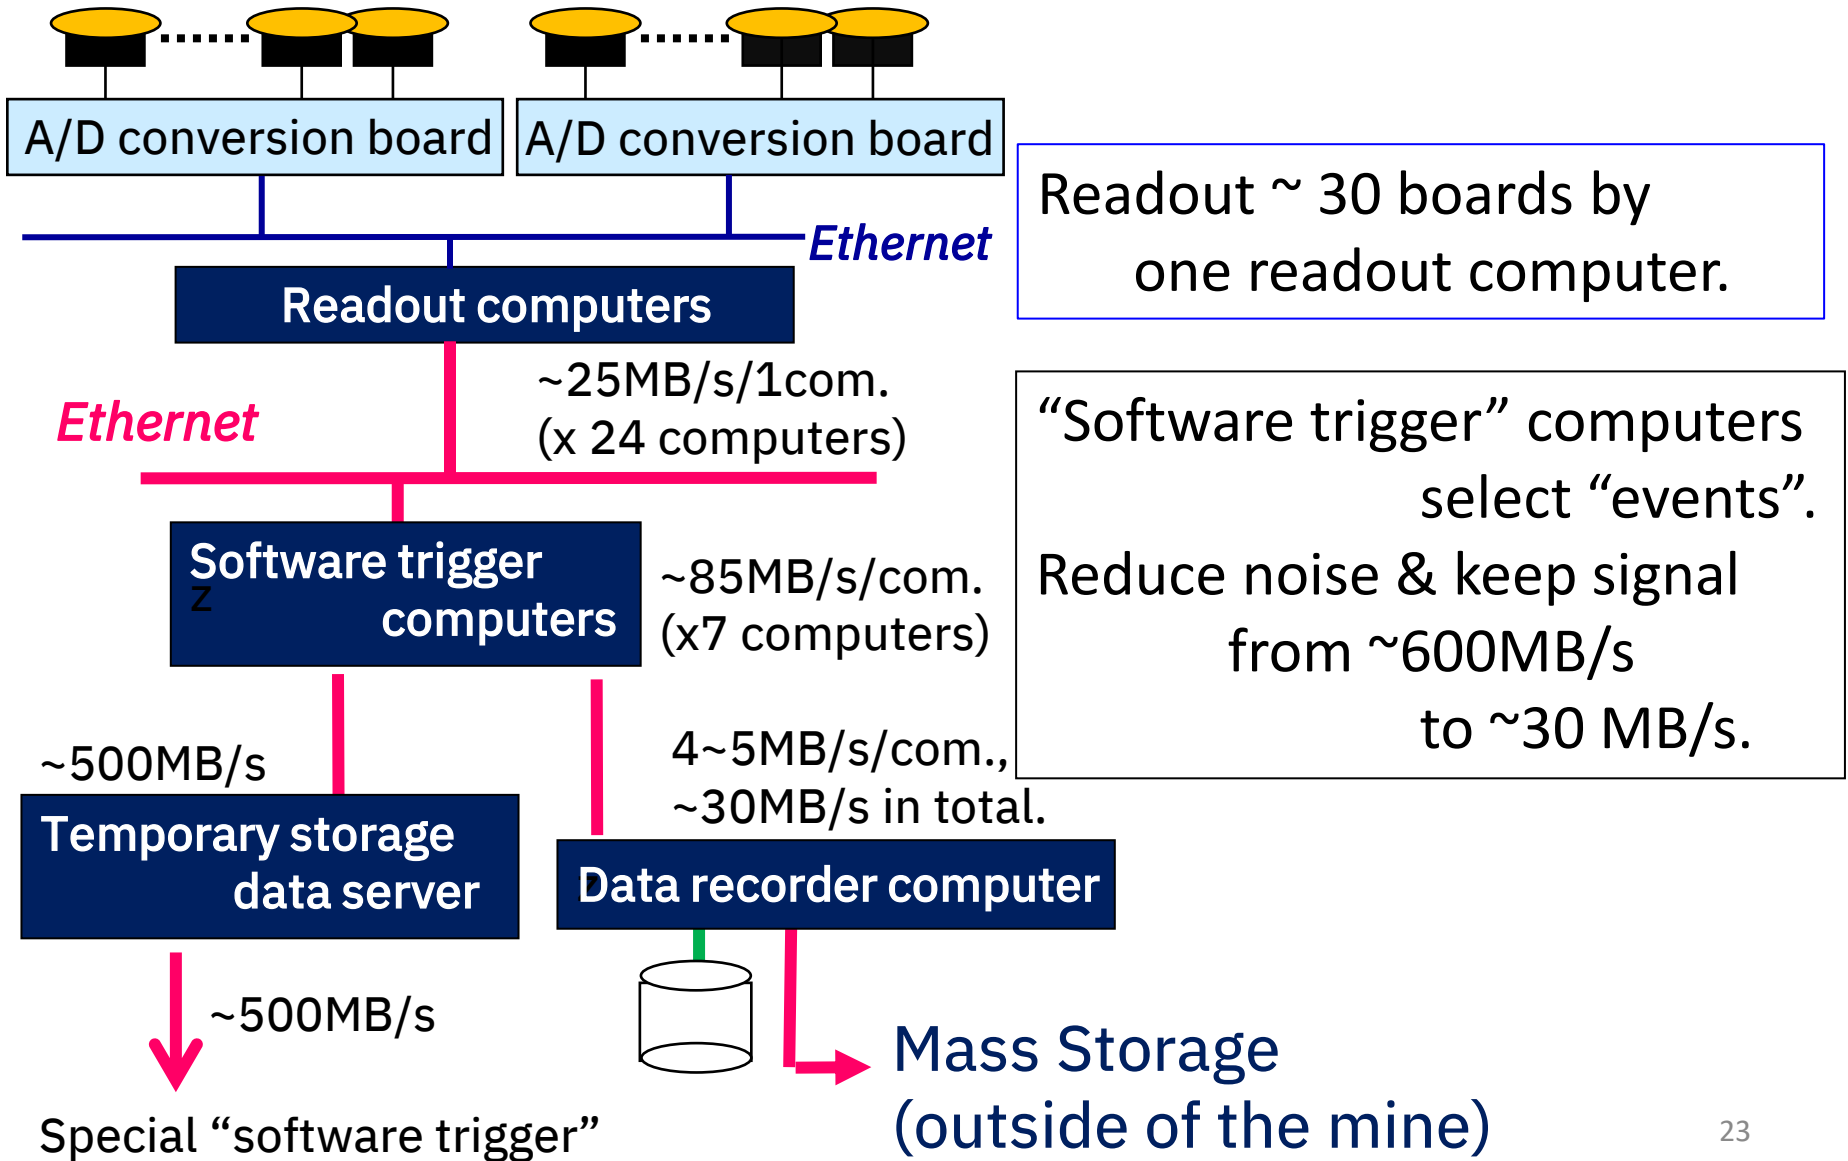 A/D conversion board
A/D conversion board
Ethernet
Readout computers
Readout ~ 30 boards by
one readout computer.
~25MB/s/1com.
(x 24 computers)
Ethernet
Software trigger
z
computers
~85MB/s/com.
(x7 computers)
“Software trigger” computers
select “events”.
Reduce noise & keep signal
from ~600MB/s
to ~30 MB/s.
~500MB/s
4~5MB/s/com.,
~30MB/s in total.
Temporary storage
data server
Data recorder computer
~500MB/s
Mass Storage
(outside of the mine)
Special “software trigger”
23